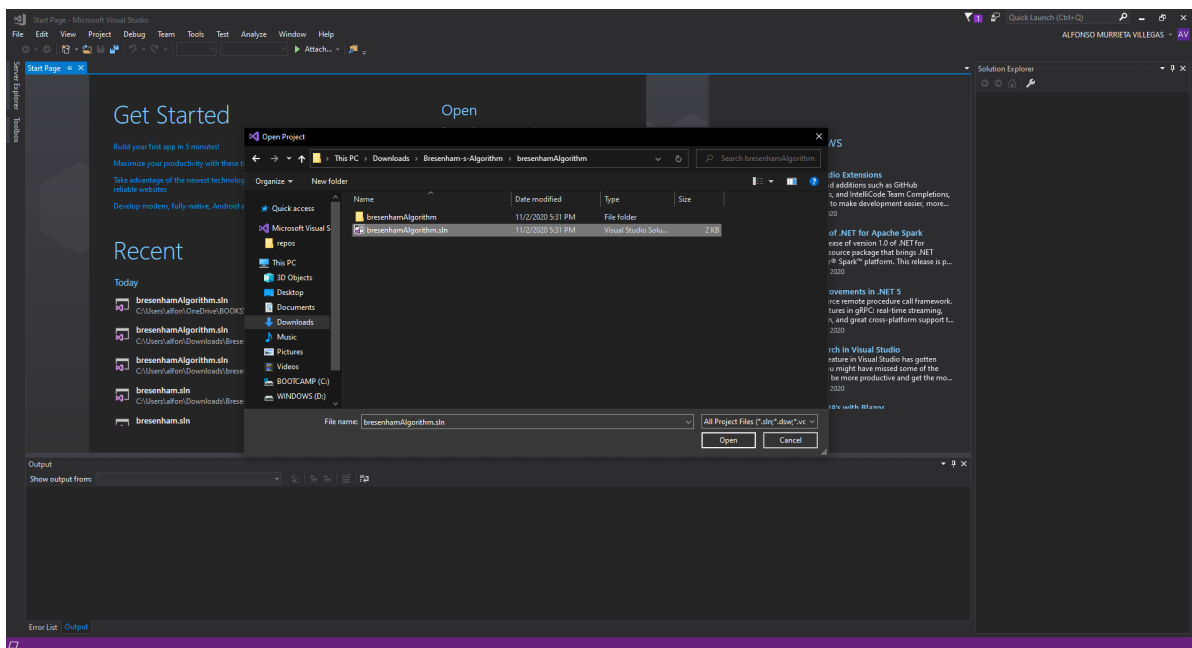 Start Page - Microsoft Visual Studio
1
Quick Launch (Ctrl+Q)
File Edit View Project Debug Team Tools Test Analyze Window Help
ALFONSO MURRIETA VILLEGAS AV
Attach...
Server Explorer
Toolbox
Start Page
Solution Explorer
Get Started
Build your first app in 5 minutes!
Maximize your productivity with these t
Take advantage of the newest technolog
reliable websites
Develop modern, fully-native, Android a
Recent
Today
bresenhamAlgorithm.sln
C:\Users\alfon\OneDrive\BOOKS
bresenhamAlgorithm.sln
C:\Users\alfon\Downloads\Brese
bresenhamAlgorithm.sln
C:\Users\alfon\Downloads\brese
bresenham.sln
C:\Users\alfon\Downloads\Brese
bresenham.sln
Open
Open Project
This PC > Downloads > Bresenham-s-Algorithm > bresenhamAlgorithm
Search bresenhamAlgorithm
Organize New folder
Name Date modified Type Size
bresenhamAlgorithm 11/2/2020 5:31 PM File folder
bresenhamAlgorithm.sln 11/2/2020 5:31 PM Visual Studio Solu... 2 KB
Quick access
Microsoft Visual S
repos
This PC
3D Objects
Desktop
Documents
Downloads
Music
Pictures
Videos
BOOTCAMP (C:)
WINDOWS (D:)
File name: bresenhamAlgorithm.sln
All Project Files (*.sln;*.dsw;*.vc
Open Cancel
WS
dio Extensions
d additions such as GitHub
s, and IntelliCode Team Completions,
to make development easier, more...
020
of .NET for Apache Spark
ease of version 1.0 of .NET for
source package that brings .NET
® Spark™ platform. This release is p...
2020
ovements in .NET 5
rce remote procedure call framework.
tures in gRPC: real-time streaming,
n, and great cross-platform support t...
2020
rch in Visual Studio
eature in Visual Studio has gotten
u might have missed some of the
be more productive and get the mo...
2020
'A's with Blazor
Output
Show output from:
Error List Output